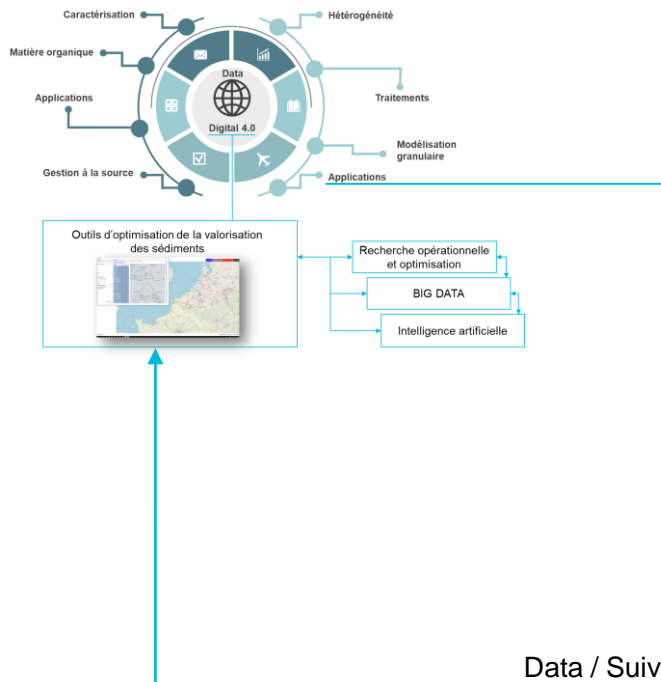 Caractérisation
Hétérogénéité
Matière organique
Data
Applications
Traitements
Digital 4.0
Modélisation
granulaire
Gestion à la source
Applications
Outils d'optimisation de la valorisation
des sédiments
Recherche opérationnelle
et optimisation
BIG DATA
Intelligence artificielle
Data / Suiv